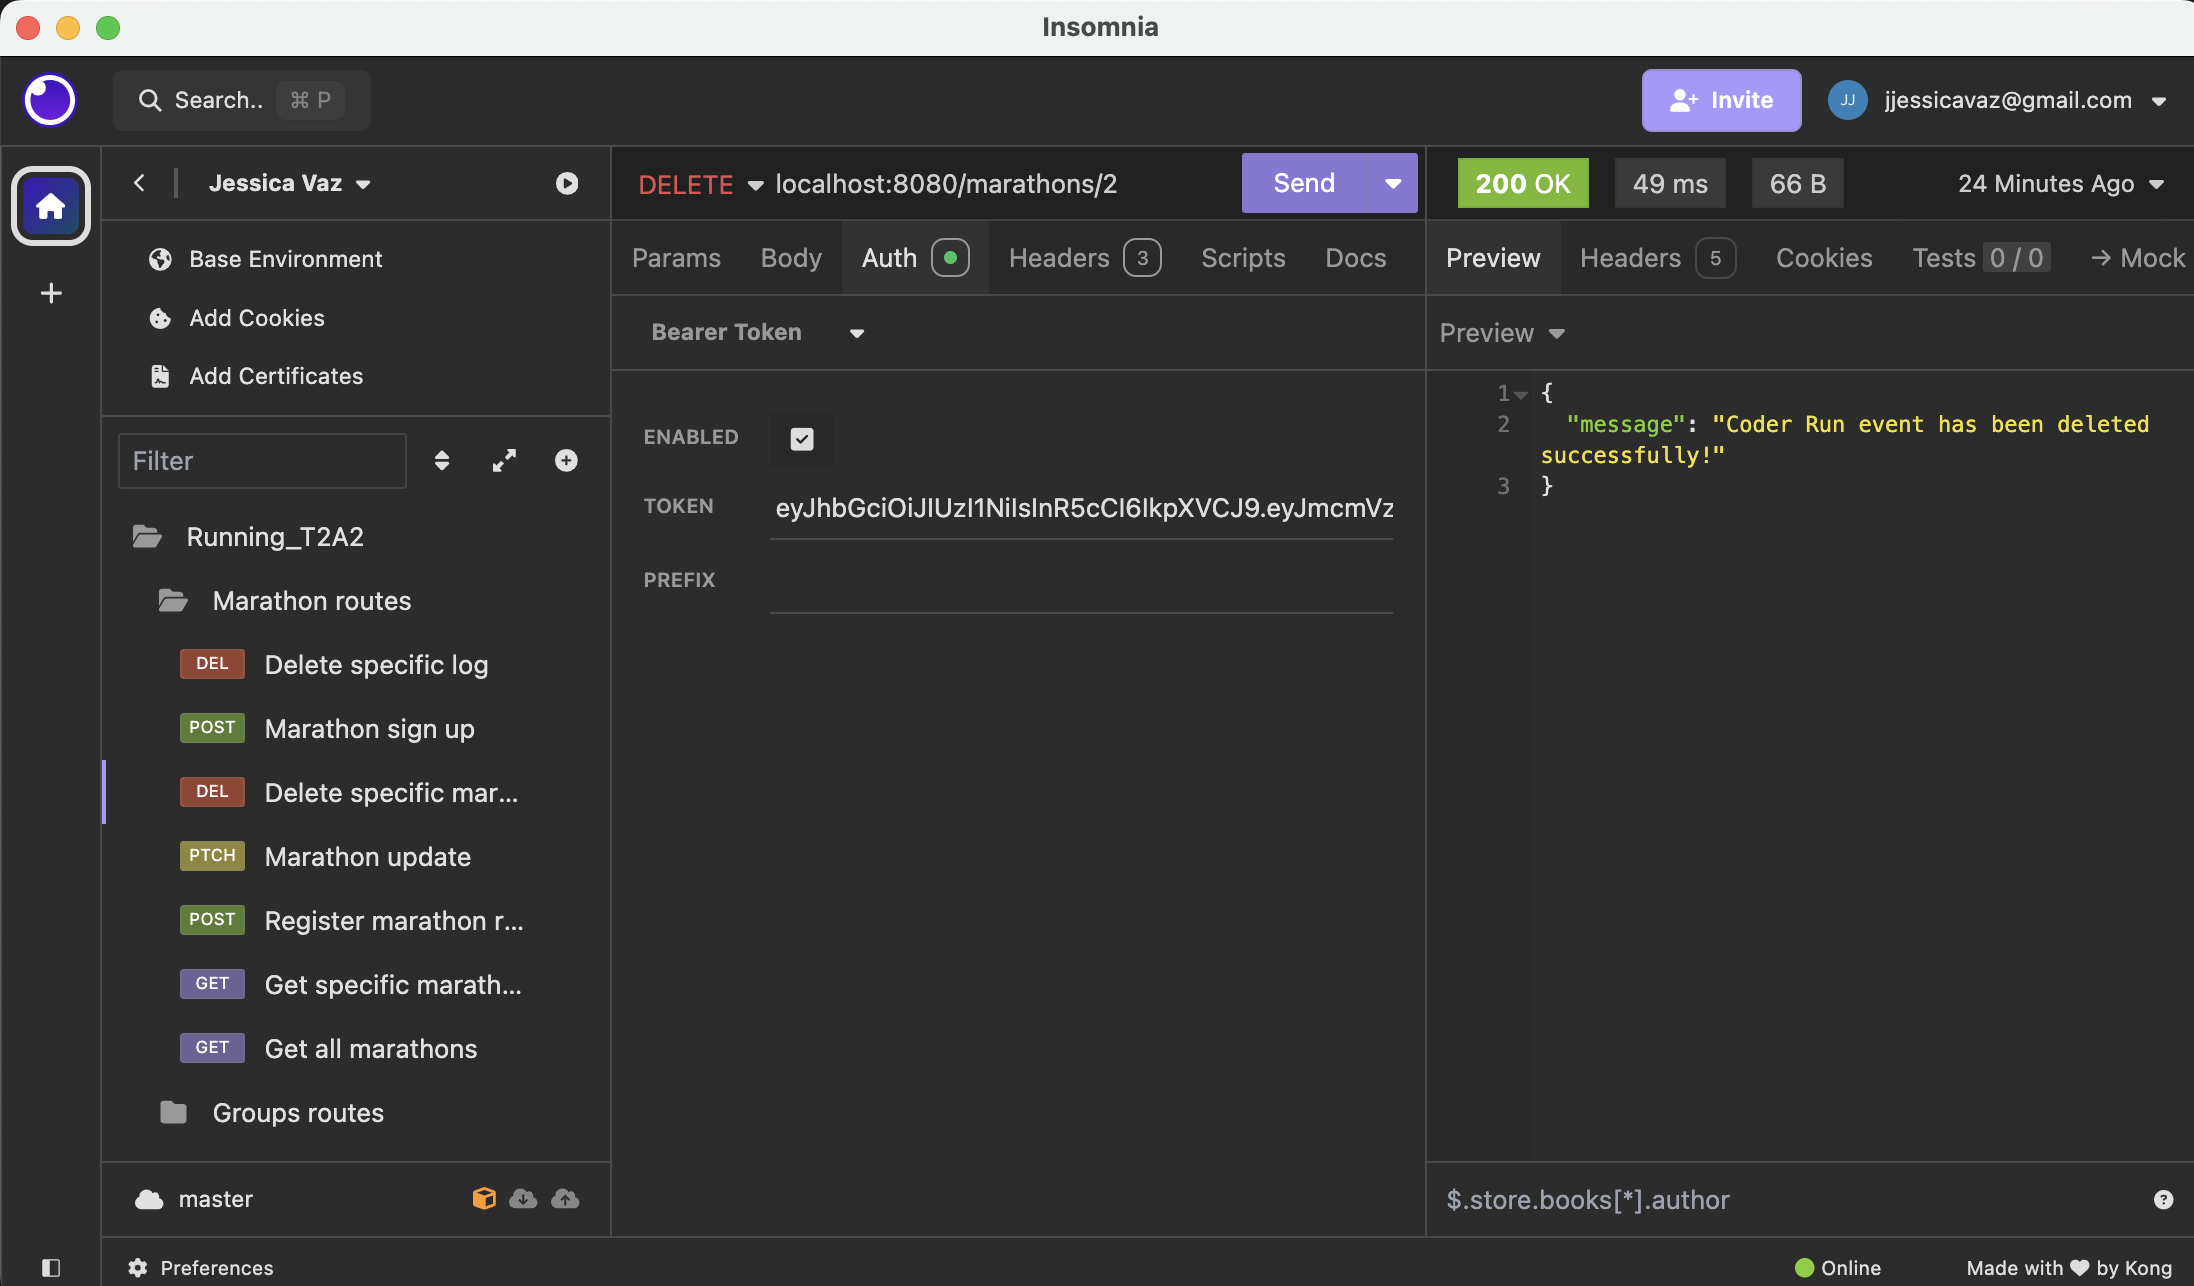 Insomnia
Search.. ⌘ P
Invite
JJ
jjessicavaz@gmail.com
Jessica Vaz
Base Environment
Add Cookies
Add Certificates
Filter
Running_T2A2
Marathon routes
DEL Delete specific log
POST Marathon sign up
DEL Delete specific mar...
PTCH Marathon update
POST Register marathon r...
GET Get specific marath...
GET Get all marathons
Groups routes
master
DELETE localhost:8080/marathons/2
Send
Params Body Auth Headers 3 Scripts Docs
Bearer Token
ENABLED
TOKEN eyJhbGciOiJIUzI1NiIsInR5cCI6IkpXVCJ9.eyJmcmVz
PREFIX
200 OK 49 ms 66 B 24 Minutes Ago
Preview Headers 5 Cookies Tests 0 / 0 → Mock
Preview
1 {
2 "message": "Coder Run event has been deleted
successfully!"
3 }
$.store.books[*].author
?
Preferences
Online
Made with ♥ by Kong